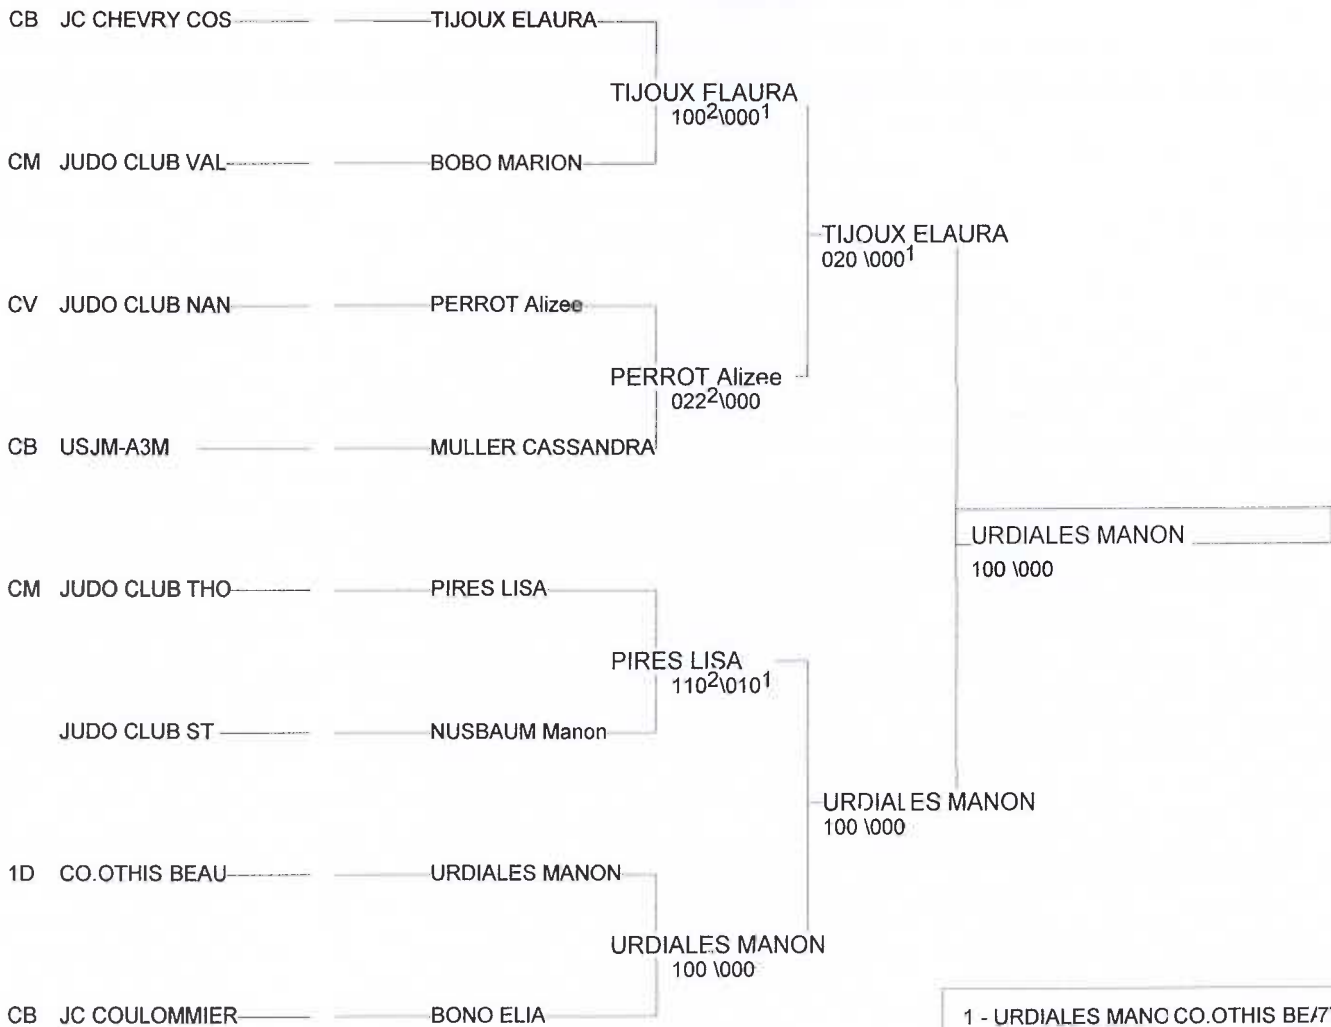 CB JC CHEVRY COS TIJOUX ELAURA
TIJOUX ELAURA
100²\000¹
CM JUDO CLUB VAL BOBO MARION
TIJOUX ELAURA
020 \000¹
CV JUDO CLUB NAN PERROT Alizee
PERROT Alizee
022²\000
CB USJM-A3M MULLER CASSANDRA
URDIALES MANON
100 \000
CM JUDO CLUB THO PIRES LISA
PIRES LISA
110²\010¹
JUDO CLUB ST NUSBAUM Manon
URDIALES MANON
100 \000
1D CO.OTHIS BEAU URDIALES MANON
URDIALES MANON
100 \000
CB JC COULOMMIER BONO ELIA
1 - URDIALES MANO CO.OTHIS BEA/7